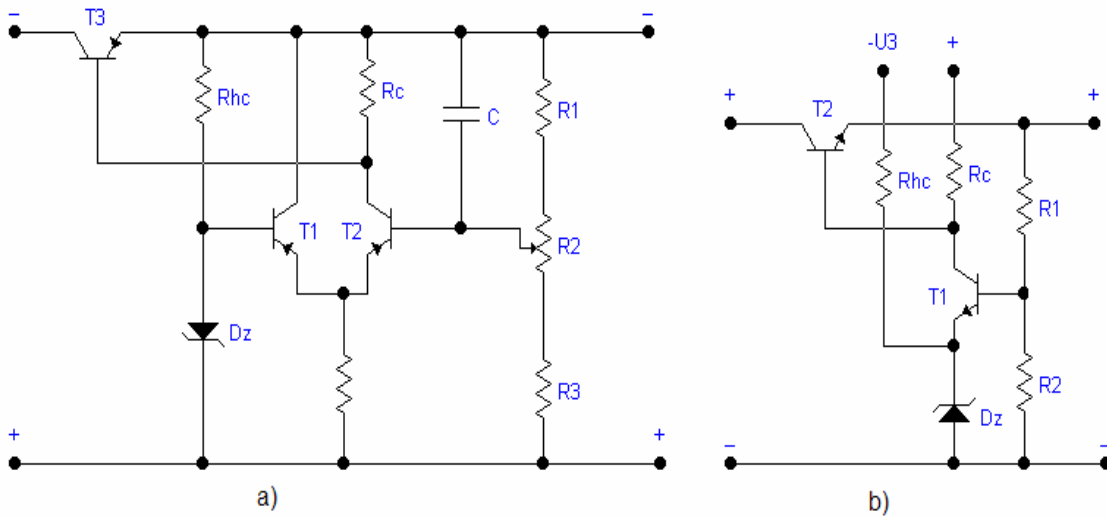 − −
T3
Rhc Rc C R1
T1 T2 R2
Dz
R3
+ +
a)
-U3 +
+ T2 +
Rhc Rc R1
T1
R2
Dz
− −
b)